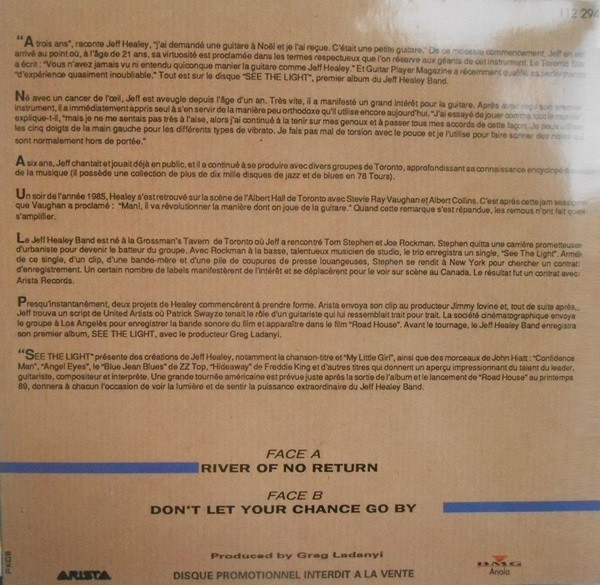 112 294
"A trois ans", raconte Jeff Healey, "j'ai demandé une guitare à Noël et je l'ai reçue. C'était une petite guitare." De ce modeste commencement, Jeff en est
arrivé au point où, à l'âge de 21 ans, sa virtuosité est proclamée dans les termes respectueux que l'on réserve aux géants de cet instrument. Le Toronto Star
a écrit : "Vous n'avez jamais vu ni entendu quiconque manier la guitare comme Jeff Healey." Et Guitar Player Magazine a récemment qualifié sa performance
"d'expérience quasiment inoubliable." Tout est sur le disque "SEE THE LIGHT", premier album du Jeff Healey Band.
Né avec un cancer de l'œil, Jeff est aveugle depuis l'âge d'un an. Très vite, il a manifesté un grand intérêt pour la guitare. Après avoir reçu son premier
instrument, il a immédiatement appris seul à s'en servir de la manière peu orthodoxe qu'il utilise encore aujourd'hui. "J'ai essayé de jouer comme tout le monde"
explique-t-il, "mais je ne me sentais pas très à l'aise, alors j'ai continué à la tenir sur mes genoux et à passer tous mes accords de cette façon. Je peux utiliser
les cinq doigts de ma main gauche pour les différents types de vibrato. Je fais pas mal de torsion avec le pouce et je l'utilise pour faire sonner des notes qui
sont normalement hors de portée."
A six ans, Jeff chantait et jouait déjà en public, et il a continué à se produire avec divers groupes de Toronto, approfondissant sa connaissance encyclopédique
de la musique (il possède une collection de plus de dix mille disques de jazz et de blues en 78 Tours).
Un soir de l'année 1985, Healey s'est retrouvé sur la scène de l'Albert Hall de Toronto avec Stevie Ray Vaughan et Albert Collins. C'est après cette jam session
que Vaughan a proclamé : "Man!, il va révolutionner la manière dont on joue de la guitare." Quand cette remarque s'est répandue, les remous n'ont fait que
s'amplifier.
Le Jeff Healey Band est né à la Grossman's Tavern de Toronto où Jeff a rencontré Tom Stephen et Joe Rockman. Stephen quitta une carrière prometteuse
d'urbaniste pour devenir le batteur du groupe. Avec Rockman à la basse, talentueux musicien de studio, le trio enregistra un single, "See The Light". Armé
de ce single, d'un clip, d'une bande-mère et d'une pile de coupures de presse louangeuses, Stephen se rendit à New York pour chercher un contrat
d'enregistrement. Un certain nombre de labels manifestèrent de l'intérêt et se déplacèrent pour le voir sur scène au Canada. Le résultat fut un contrat avec
Arista Records.
Presqu'instantanément, deux projets de Healey commencèrent à prendre forme. Arista envoya son clip au producteur Jimmy Iovine et, tout de suite après,
Jeff trouva un script de United Artists où Patrick Swayze tenait le rôle d'un guitariste qui lui ressemblait trait pour trait. La société cinématographique envoya
le groupe à Los Angelès pour enregistrer la bande sonore du film et apparaître dans le film "Road House". Avant le tournage, le Jeff Healey Band enregistra
son premier album, SEE THE LIGHT, avec le producteur Greg Ladanyi.
"SEE THE LIGHT" présente des créations de Jeff Healey, notamment la chanson-titre et "My Little Girl", ainsi que des morceaux de John Hiatt : "Confidence
Man", "Angel Eyes", le "Blue Jean Blues" de ZZ Top, "Hideaway" de Freddie King et d'autres titres qui donnent un aperçu impressionnant du talent du leader,
guitariste, compositeur et interprète. Une grande tournée américaine est prévue juste après la sortie de l'album et le lancement de "Road House" au printemps
89, donnera à chacun l'occasion de voir la lumière et de sentir la puissance extraordinaire du Jeff Healey Band.
FACE A
RIVER OF NO RETURN
FACE B
DON'T LET YOUR CHANCE GO BY
Produced by Greg Ladanyi
ARISTA
DISQUE PROMOTIONNEL INTERDIT A LA VENTE
BMG
Ariola